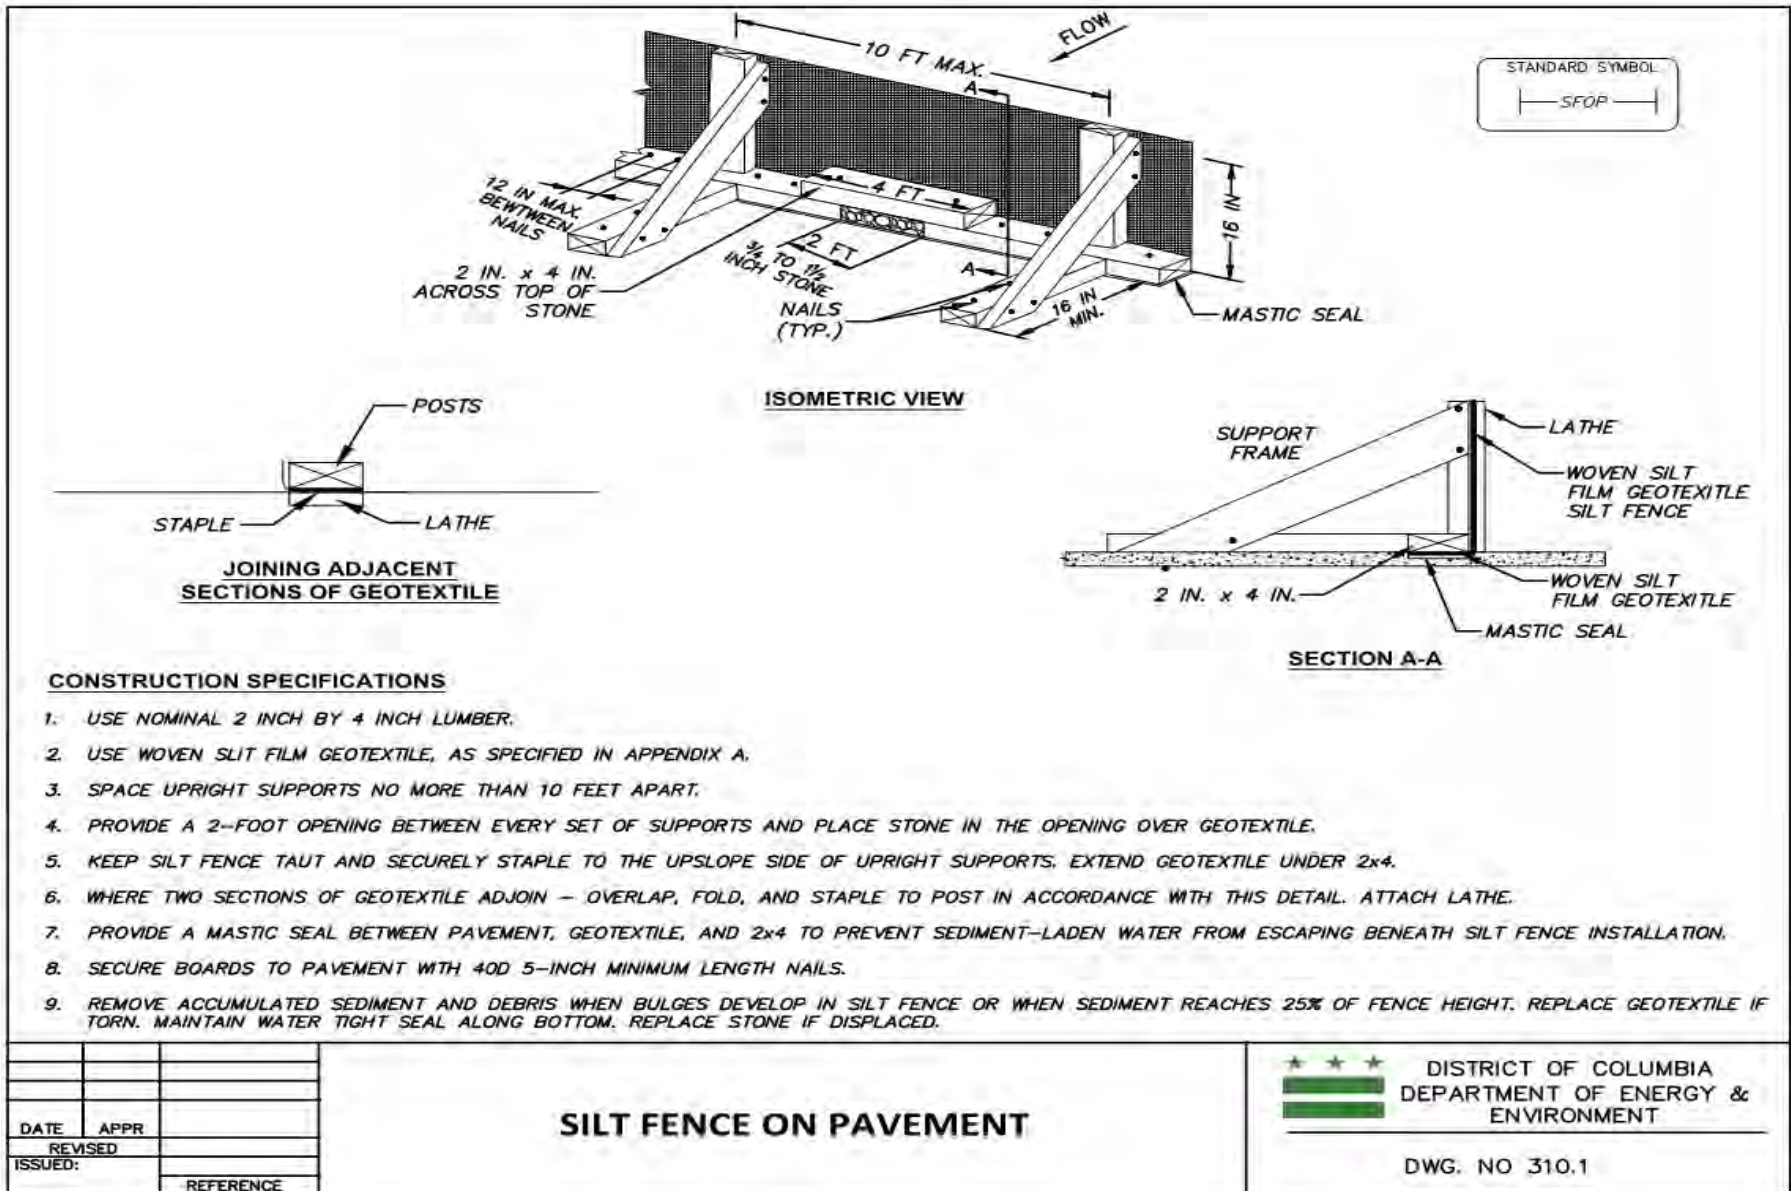 FLOW
10 FT MAX.
A
STANDARD SYMBOL
SFOP
12 IN MAX.
BEWTWEEN
NAILS
4 FT
16 IN
2 FT
3/4 TO 1 1/2
INCH STONE
2 IN. x 4 IN.
ACROSS TOP OF
STONE
A
NAILS
(TYP.)
16 IN
MIN.
MASTIC SEAL
ISOMETRIC VIEW
POSTS
STAPLE
LATHE
JOINING ADJACENT
SECTIONS OF GEOTEXTILE
SUPPORT
FRAME
LATHE
WOVEN SILT
FILM GEOTEXITLE
SILT FENCE
2 IN. x 4 IN.
WOVEN SILT
FILM GEOTEXITLE
MASTIC SEAL
SECTION A-A
CONSTRUCTION SPECIFICATIONS
1. USE NOMINAL 2 INCH BY 4 INCH LUMBER.
2. USE WOVEN SLIT FILM GEOTEXTILE, AS SPECIFIED IN APPENDIX A.
3. SPACE UPRIGHT SUPPORTS NO MORE THAN 10 FEET APART.
4. PROVIDE A 2-FOOT OPENING BETWEEN EVERY SET OF SUPPORTS AND PLACE STONE IN THE OPENING OVER GEOTEXTILE.
5. KEEP SILT FENCE TAUT AND SECURELY STAPLE TO THE UPSLOPE SIDE OF UPRIGHT SUPPORTS. EXTEND GEOTEXTILE UNDER 2x4.
6. WHERE TWO SECTIONS OF GEOTEXTILE ADJOIN - OVERLAP, FOLD, AND STAPLE TO POST IN ACCORDANCE WITH THIS DETAIL. ATTACH LATHE.
7. PROVIDE A MASTIC SEAL BETWEEN PAVEMENT, GEOTEXTILE, AND 2x4 TO PREVENT SEDIMENT-LADEN WATER FROM ESCAPING BENEATH SILT FENCE INSTALLATION.
8. SECURE BOARDS TO PAVEMENT WITH 40D 5-INCH MINIMUM LENGTH NAILS.
9. REMOVE ACCUMULATED SEDIMENT AND DEBRIS WHEN BULGES DEVELOP IN SILT FENCE OR WHEN SEDIMENT REACHES 25% OF FENCE HEIGHT. REPLACE GEOTEXTILE IF
TORN. MAINTAIN WATER TIGHT SEAL ALONG BOTTOM. REPLACE STONE IF DISPLACED.
DATE APPR
REVISED
ISSUED:
REFERENCE
SILT FENCE ON PAVEMENT
DISTRICT OF COLUMBIA
DEPARTMENT OF ENERGY &
ENVIRONMENT
DWG. NO 310.1